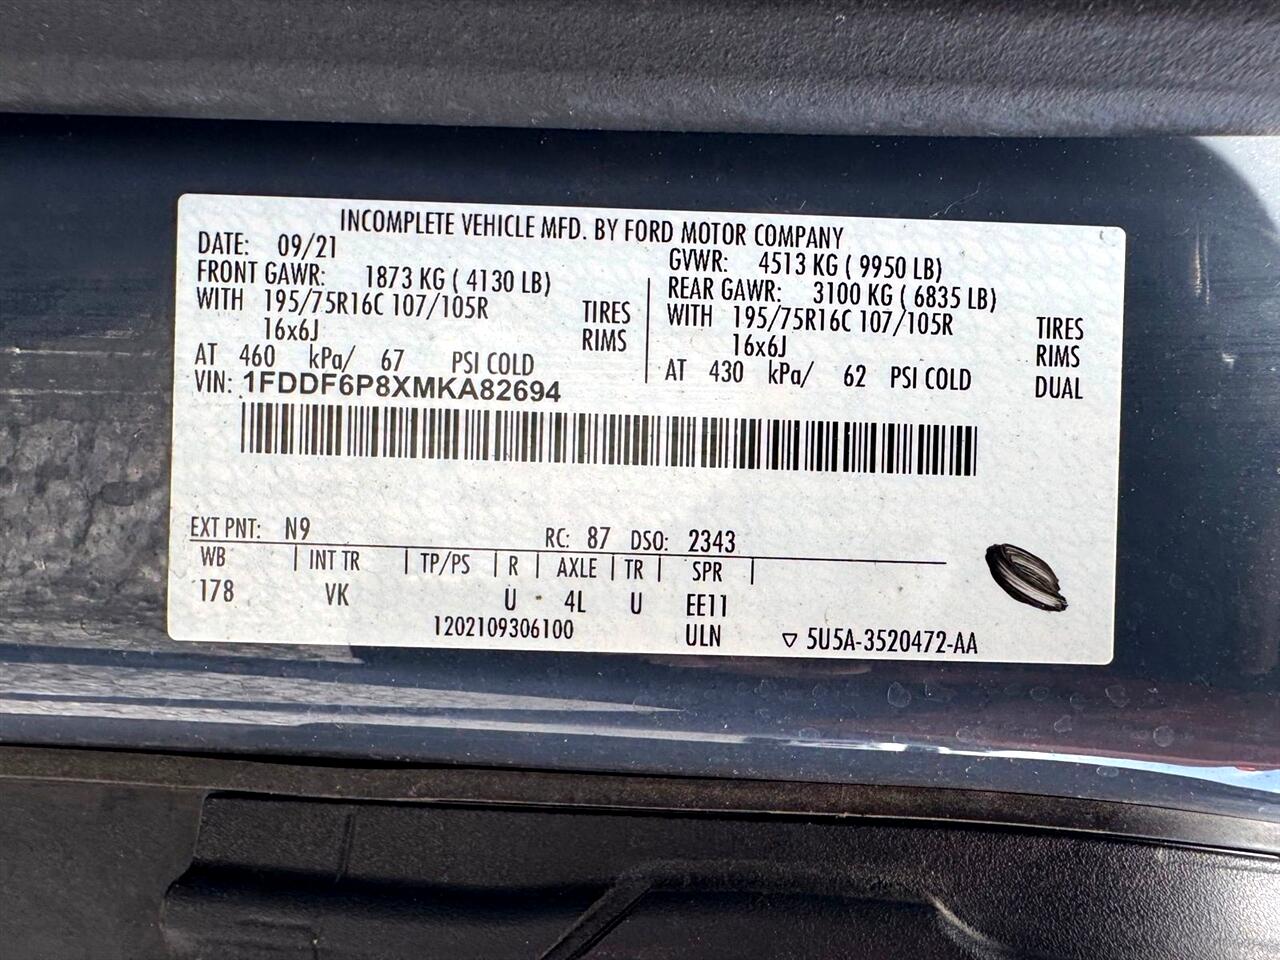 INCOMPLETE VEHICLE MFD. BY FORD MOTOR COMPANY
DATE: 09/21 GVWR: 4513 KG ( 9950 LB)
FRONT GAWR: 1873 KG ( 4130 LB) REAR GAWR: 3100 KG ( 6835 LB)
WITH 195/75R16C 107/105R TIRES WITH 195/75R16C 107/105R TIRES
16x6J RIMS 16x6J RIMS
AT 460 kPa/ 67 PSI COLD AT 430 kPa/ 62 PSI COLD DUAL
VIN: 1FDDF6P8XMKA82694
EXT PNT: N9 RC: 87 DSO: 2343
WB | INT TR | TP/PS | R | AXLE | TR | SPR |
178 VK U 4L U EE11
1202109306100 ULN ▽ 5U5A-3520472-AA